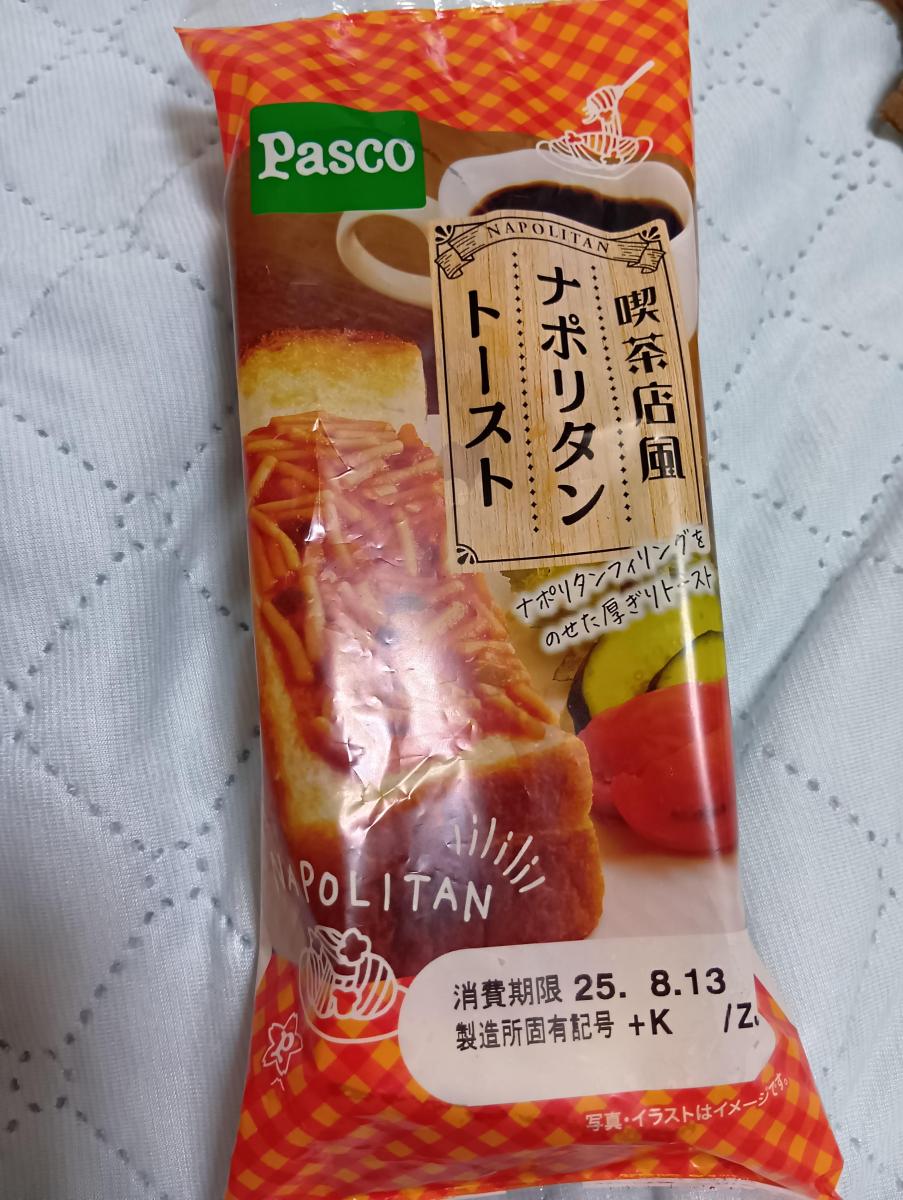 Pasco
NAPOLITAN
喫茶店風
ナポリタン
トースト
ナポリタンフィリングを
のせた厚ぎりトースト
NAPOLITAN
消費期限 25. 8.13
製造所固有記号 +K /Z
写真・イラストはイメージです。